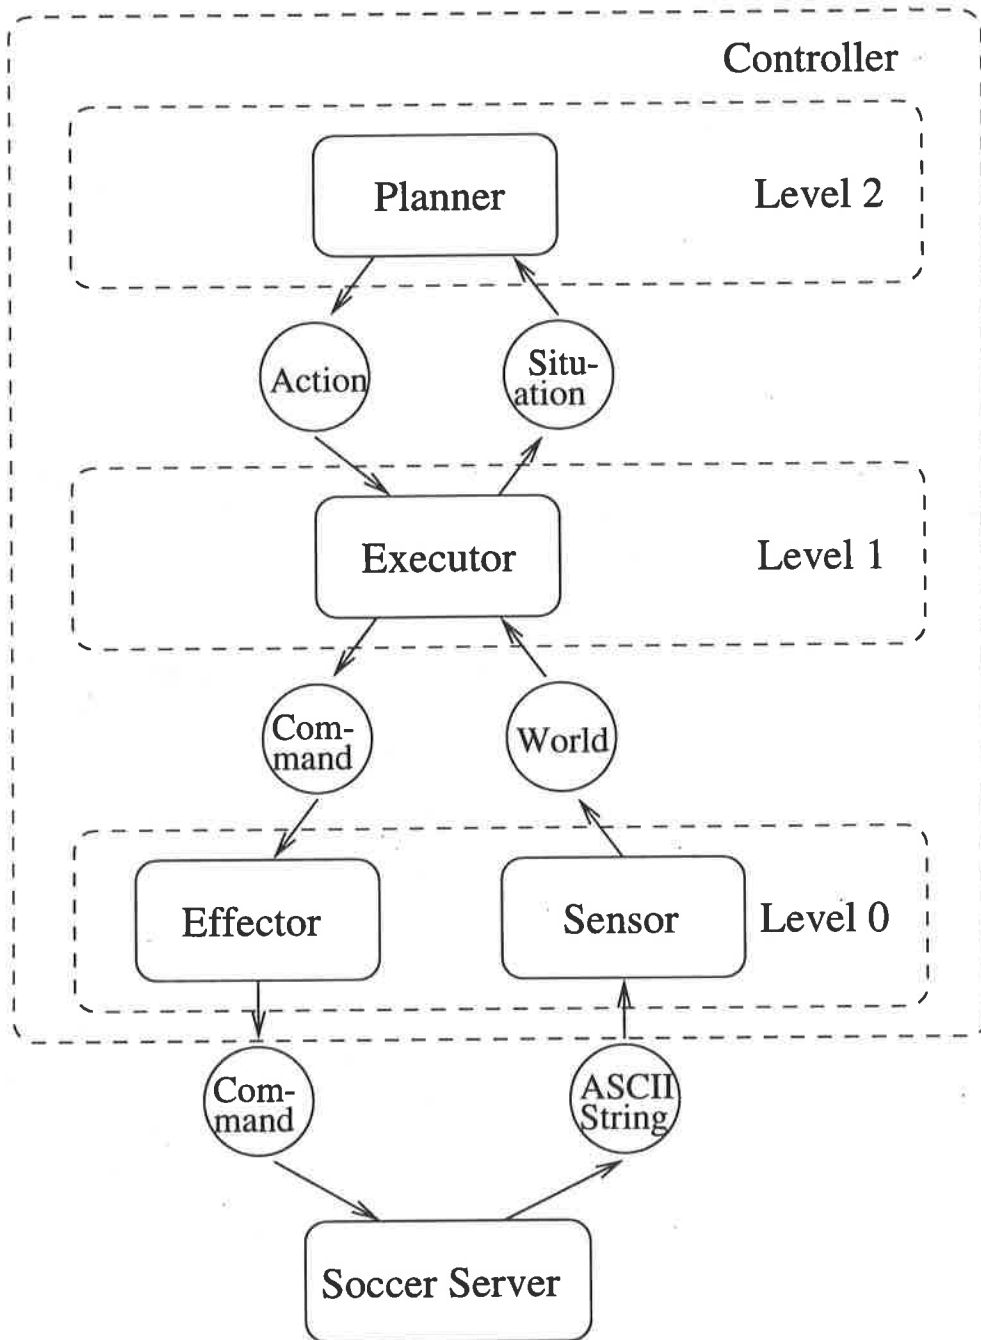 Controller
Planner
Level 2
Action
Situ-
ation
Executor
Level 1
Com-
mand
World
Effector
Sensor
Level 0
Com-
mand
ASCII
String
Soccer Server